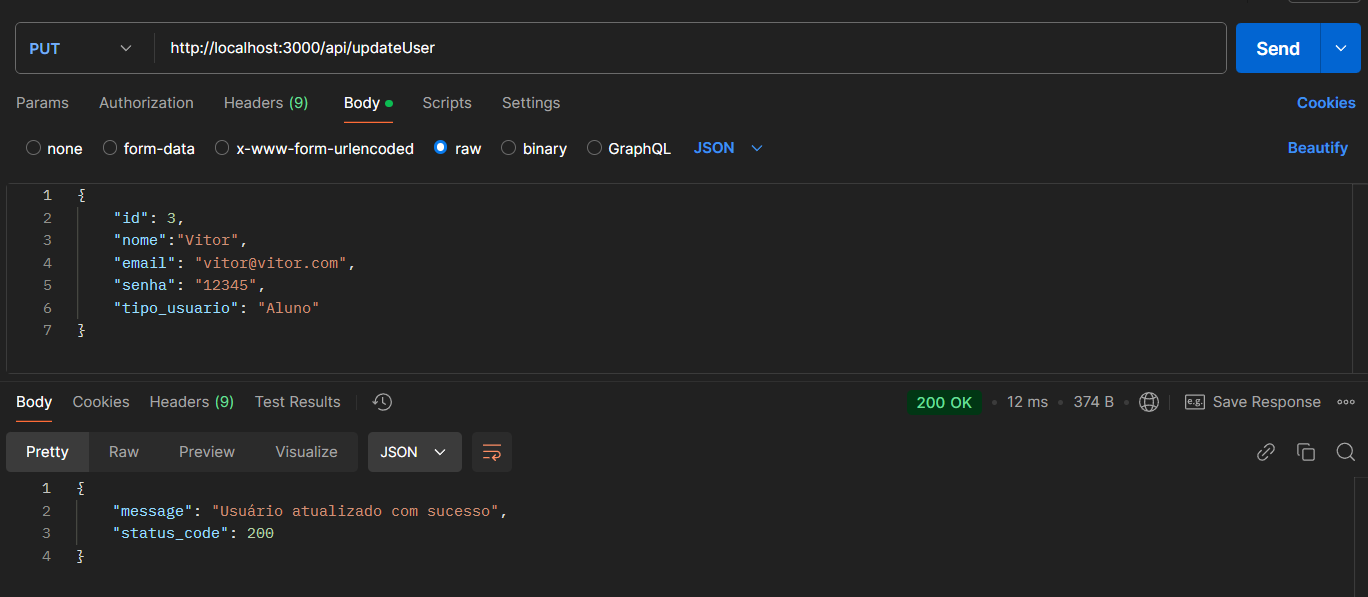 PUT http://localhost:3000/api/updateUser Send
Params Authorization Headers (9) Body Scripts Settings Cookies
none form-data x-www-form-urlencoded raw binary GraphQL JSON Beautify
1 {
2 "id": 3,
3 "nome":"Vitor",
4 "email": "vitor@vitor.com",
5 "senha": "12345",
6 "tipo_usuario": "Aluno"
7 }
Body Cookies Headers (9) Test Results 200 OK 12 ms 374 B e.g. Save Response
Pretty Raw Preview Visualize JSON
1 {
2 "message": "Usuário atualizado com sucesso",
3 "status_code": 200
4 }